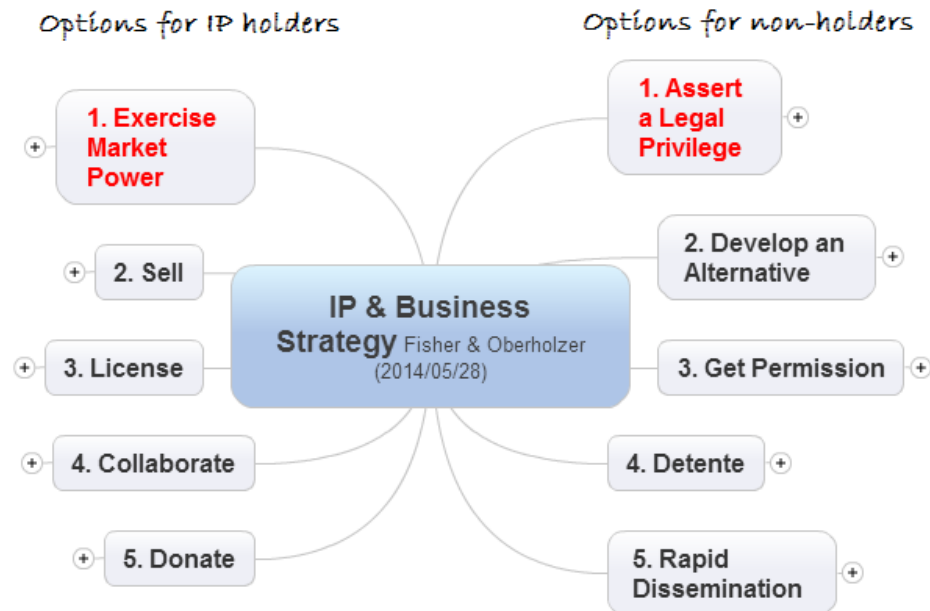 Options for IP holders
Options for non-holders
1. Exercise
Market
Power
1. Assert
a Legal
Privilege
2. Sell
2. Develop an
Alternative
IP & Business
Strategy Fisher & Oberholzer
(2014/05/28)
3. License
3. Get Permission
4. Collaborate
4. Detente
5. Donate
5. Rapid
Dissemination